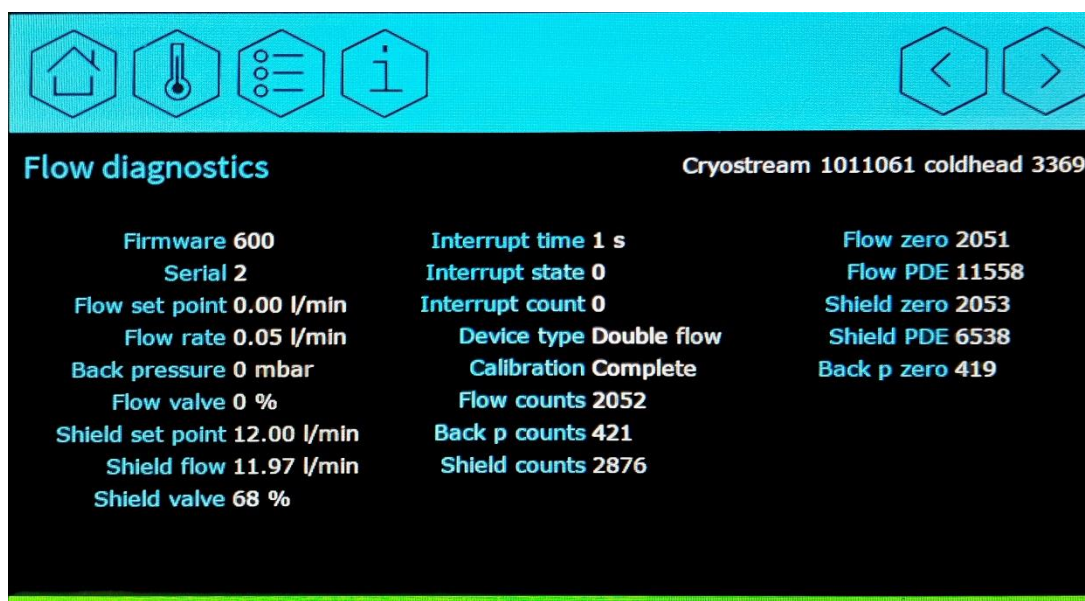 Flow diagnostics
Cryostream 1011061 coldhead 3369
Firmware 600
Serial 2
Flow set point 0.00 l/min
Flow rate 0.05 l/min
Back pressure 0 mbar
Flow valve 0 %
Shield set point 12.00 l/min
Shield flow 11.97 l/min
Shield valve 68 %
Interrupt time 1 s
Interrupt state 0
Interrupt count 0
Device type Double flow
Calibration Complete
Flow counts 2052
Back p counts 421
Shield counts 2876
Flow zero 2051
Flow PDE 11558
Shield zero 2053
Shield PDE 6538
Back p zero 419